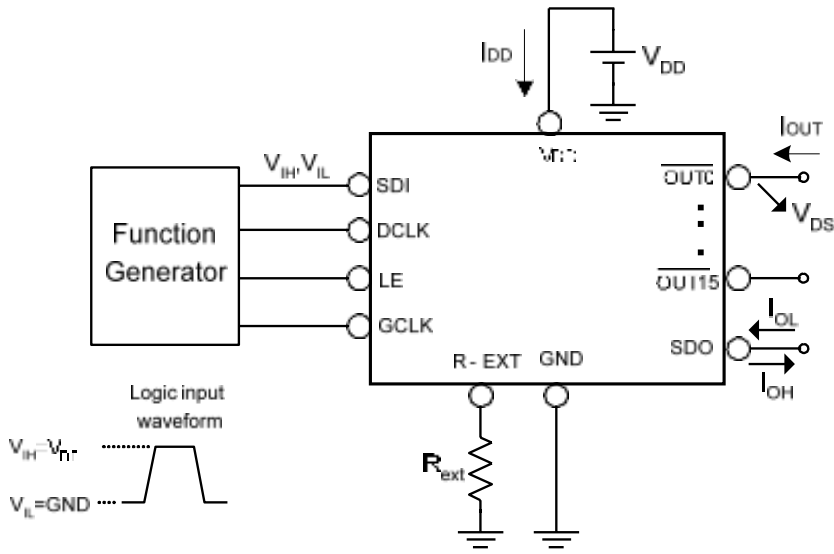 IDD
VDD
IOUT
VIH,VIL
SDI
OUT0
VDS
Function
Generator
DCLK
LE
OUT15
GCLK
IOL
SDO
R - EXT
GND
IOH
Logic input
waveform
Rext
VIL=GND